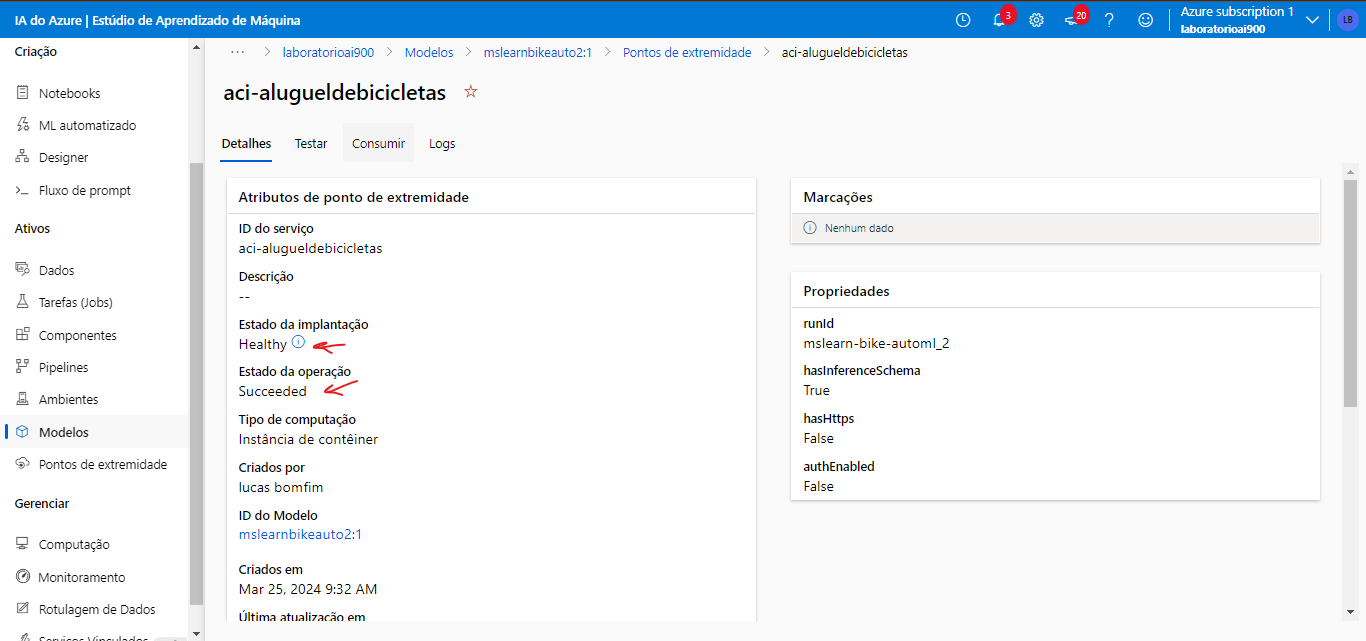 IA do Azure | Estúdio de Aprendizado de Máquina
3
20
Azure subscription 1
laboratorioai900
LB
Criação
Notebooks
ML automatizado
Designer
Fluxo de prompt
Ativos
Dados
Tarefas (Jobs)
Componentes
Pipelines
Ambientes
Modelos
Pontos de extremidade
Gerenciar
Computação
Monitoramento
Rotulagem de Dados
Serviços Vinculados
... > laboratorioai900 > Modelos > mslearnbikeauto2:1 > Pontos de extremidade > aci-alugueldebicicletas
aci-alugueldebicicletas
Detalhes Testar Consumir Logs
Atributos de ponto de extremidade
ID do serviço
aci-alugueldebicicletas
Descrição
--
Estado da implantação
Healthy
Estado da operação
Succeeded
Tipo de computação
Instância de contêiner
Criados por
lucas bomfim
ID do Modelo
mslearnbikeauto2:1
Criados em
Mar 25, 2024 9:32 AM
Última atualização em
Marcações
Nenhum dado
Propriedades
runId
mslearn-bike-automl_2
hasInferenceSchema
True
hasHttps
False
authEnabled
False